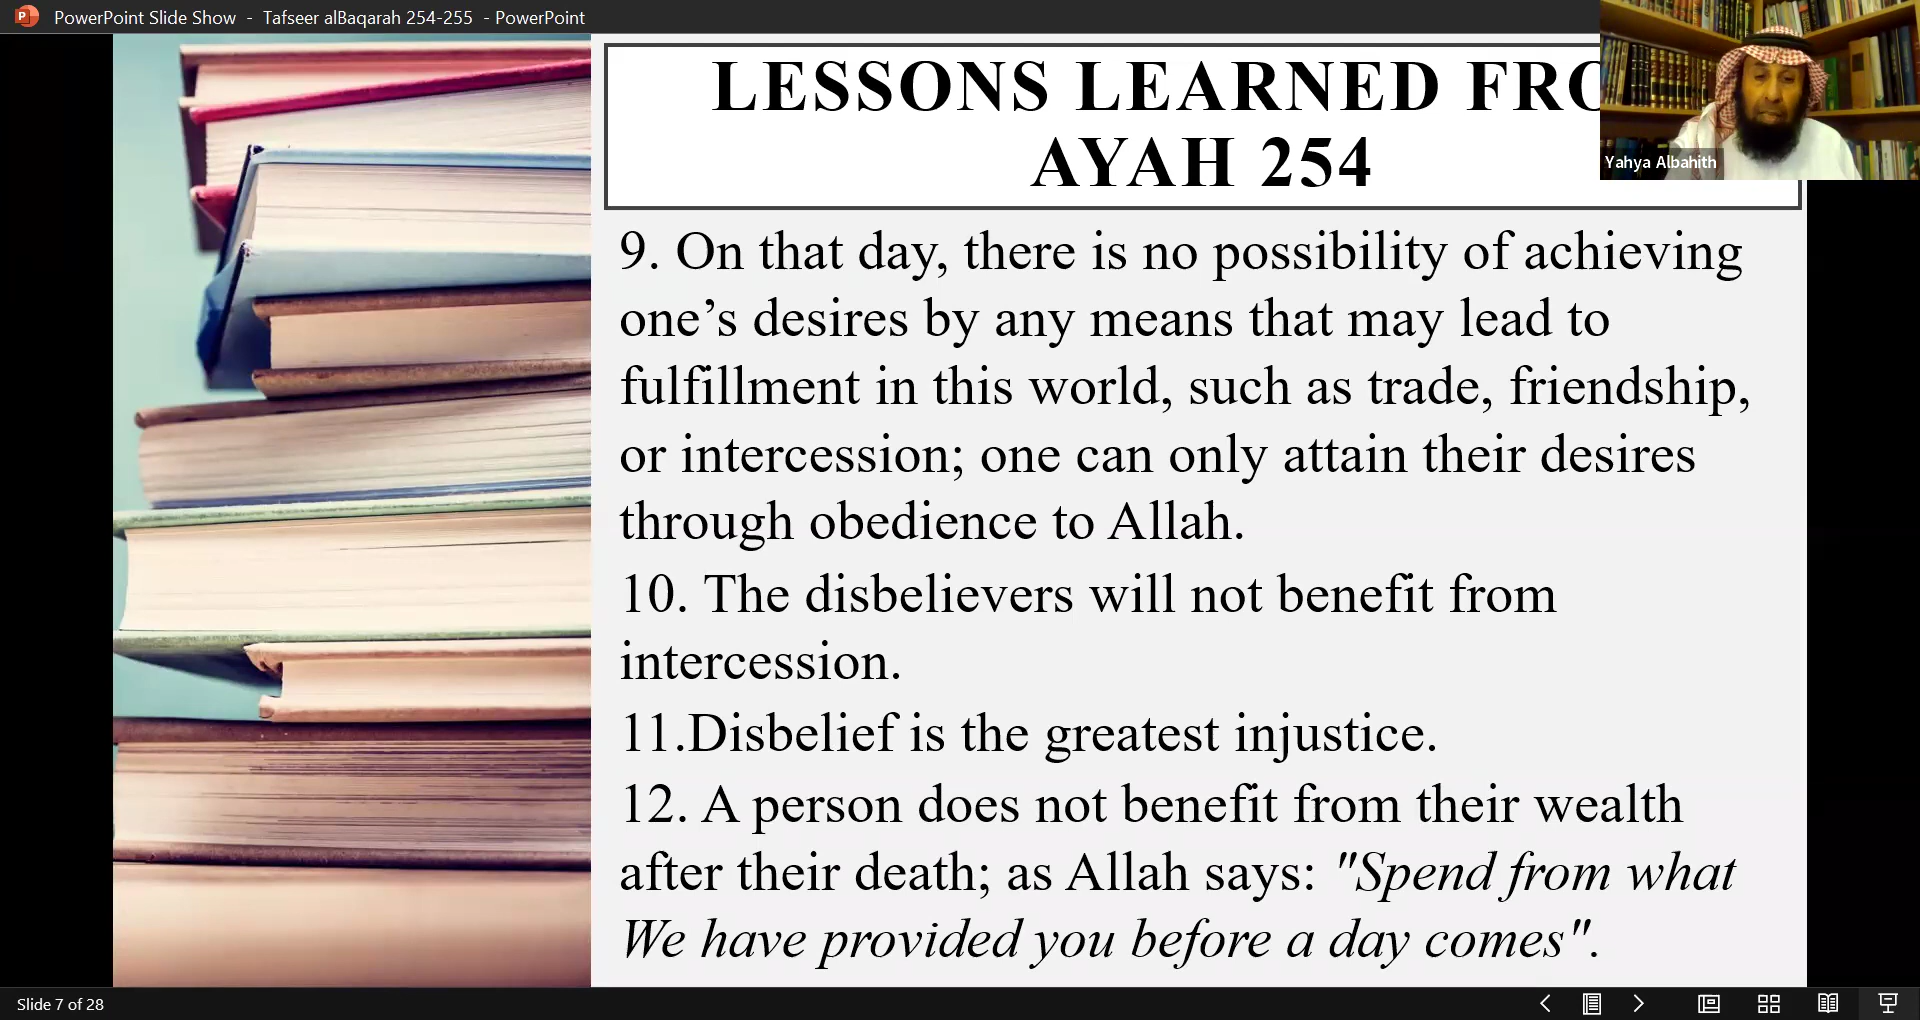 PowerPoint Slide Show - Tafseer alBaqarah 254-255 - PowerPoint
LESSONS LEARNED FRO
AYAH 254
Yahya Albahith
9. On that day, there is no possibility of achieving
one’s desires by any means that may lead to
fulfillment in this world, such as trade, friendship,
or intercession; one can only attain their desires
through obedience to Allah.
10. The disbelievers will not benefit from
intercession.
11.Disbelief is the greatest injustice.
12. A person does not benefit from their wealth
after their death; as Allah says: "Spend from what
We have provided you before a day comes".
Slide 7 of 28